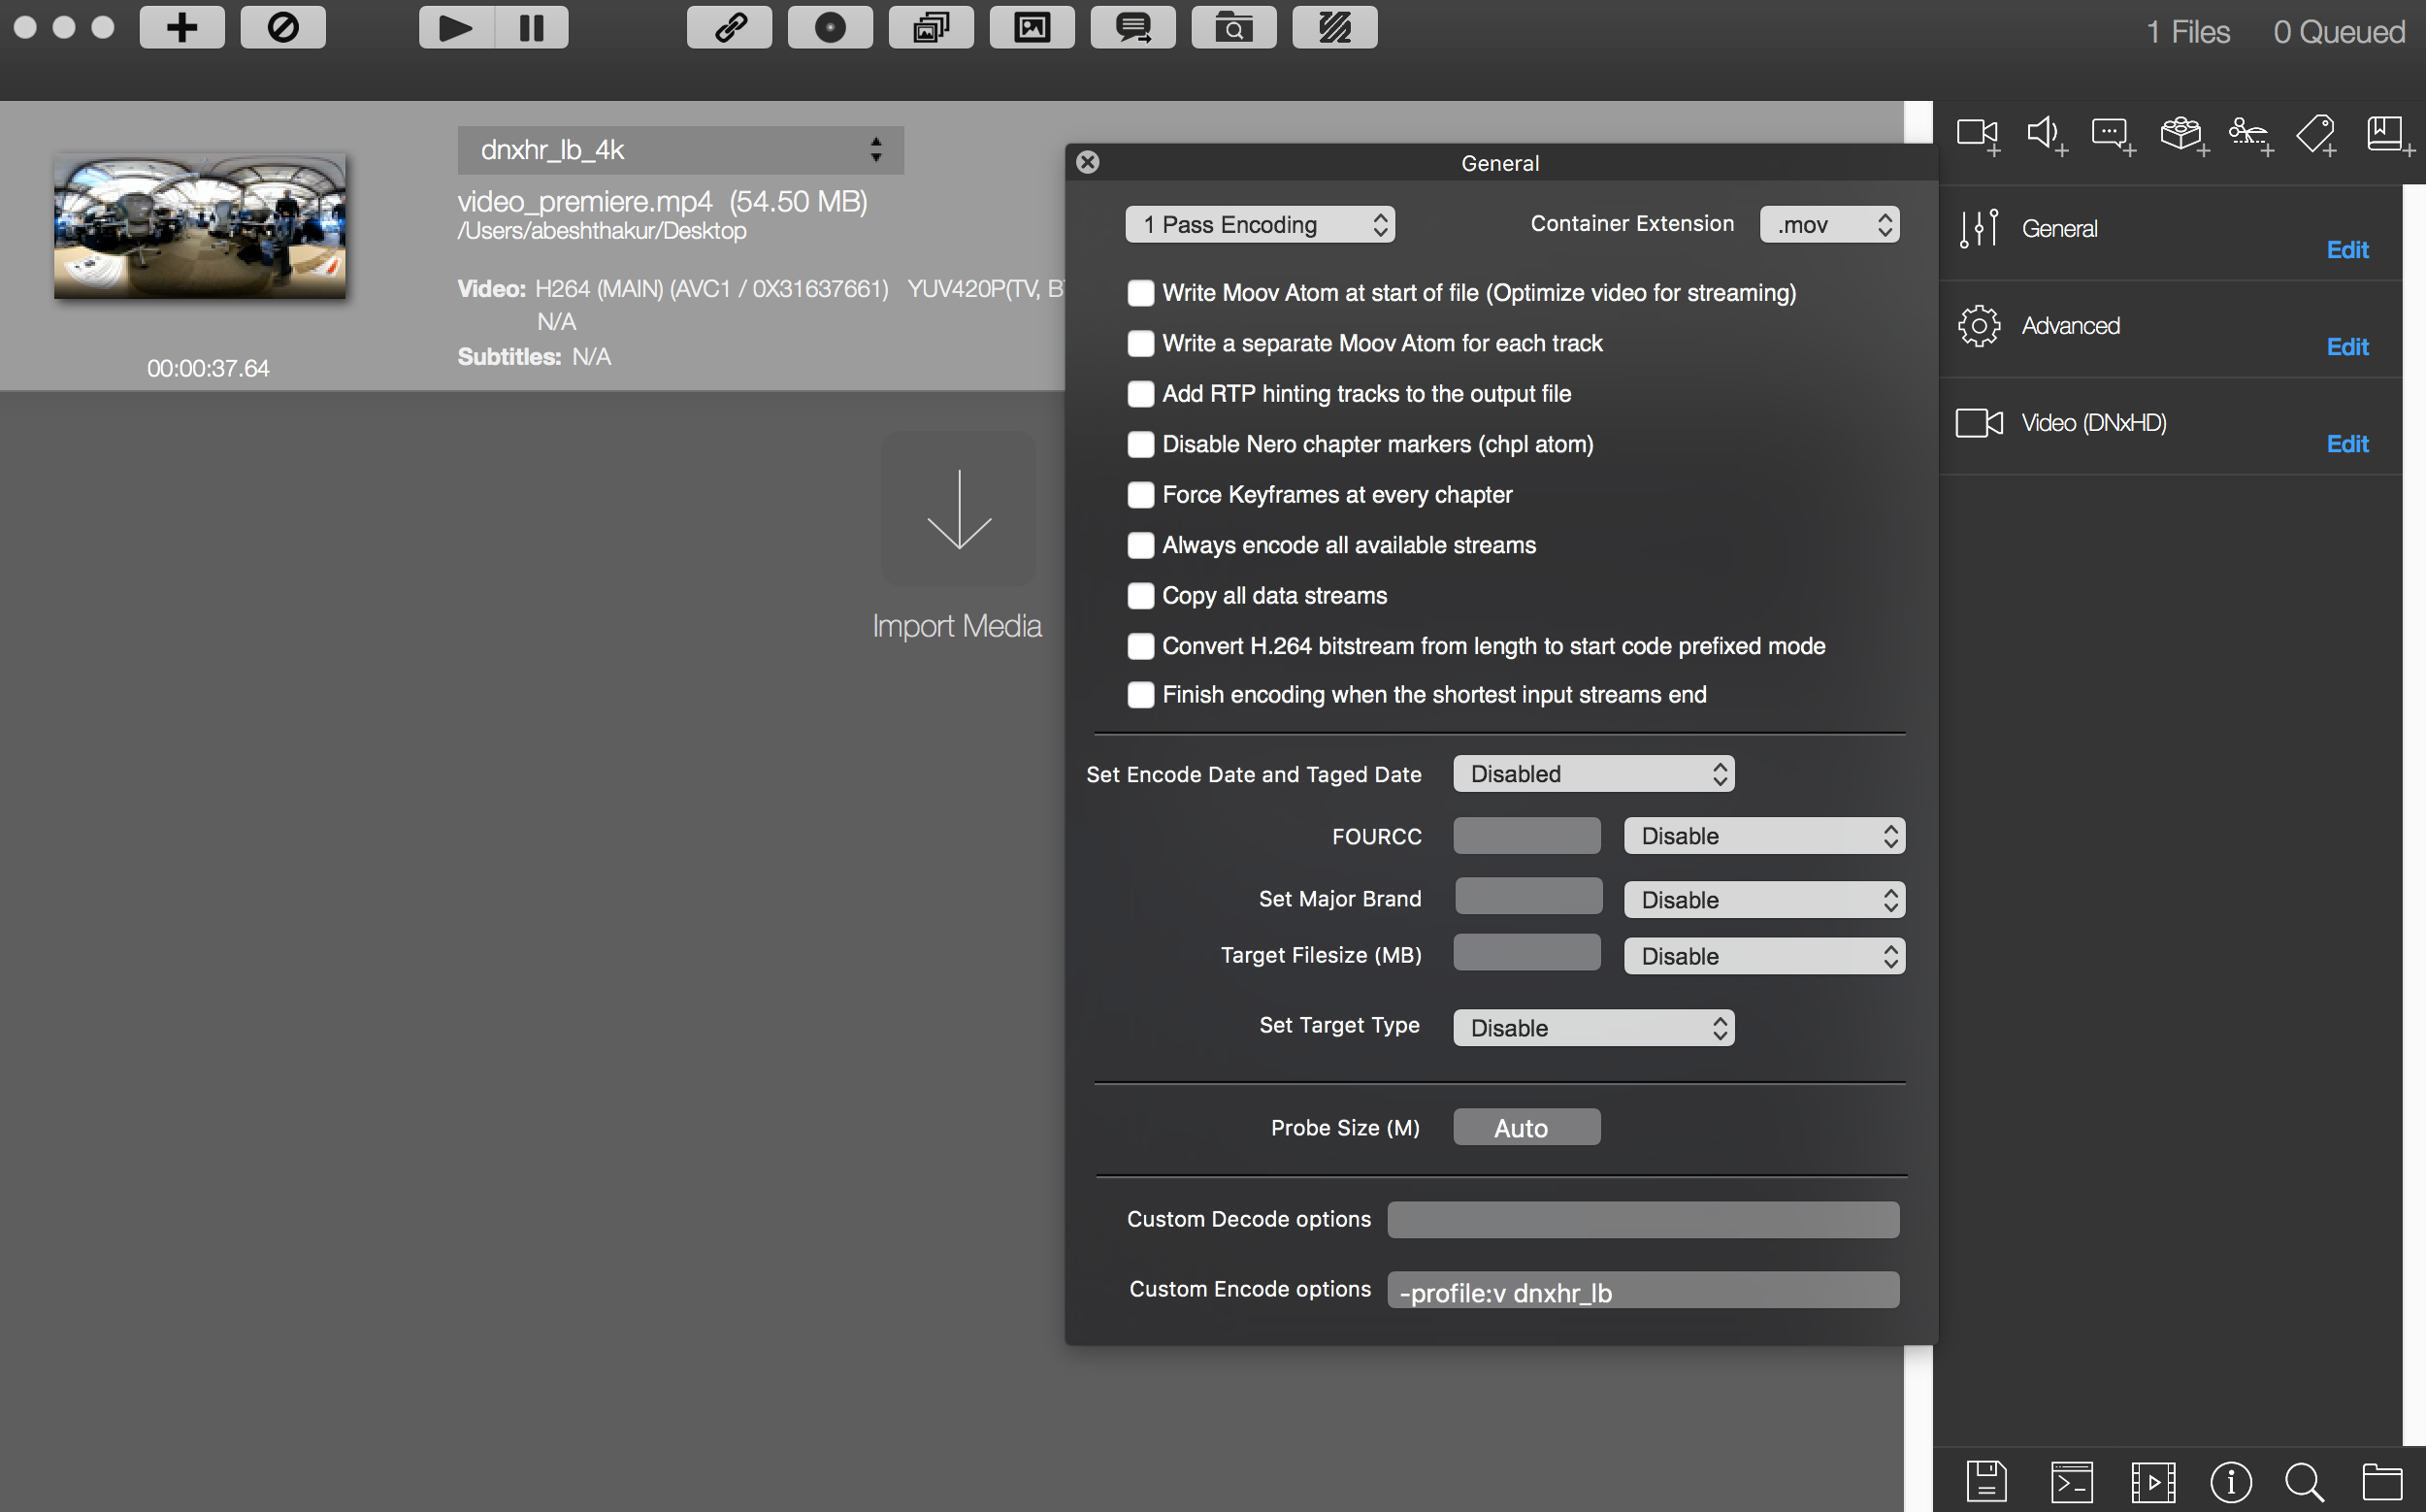 1 Files 0 Queued
dnxhr_lb_4k
video_premiere.mp4 (54.50 MB)
/Users/abeshthakur/Desktop
Video: H264 (MAIN) (AVC1 / 0X31637661) YUV420P(TV, B
N/A
Subtitles: N/A
00:00:37.64
Import Media
General
1 Pass Encoding Container Extension .mov
Write Moov Atom at start of file (Optimize video for streaming)
Write a separate Moov Atom for each track
Add RTP hinting tracks to the output file
Disable Nero chapter markers (chpl atom)
Force Keyframes at every chapter
Always encode all available streams
Copy all data streams
Convert H.264 bitstream from length to start code prefixed mode
Finish encoding when the shortest input streams end
Set Encode Date and Taged Date Disabled
FOURCC Disable
Set Major Brand Disable
Target Filesize (MB) Disable
Set Target Type Disable
Probe Size (M) Auto
Custom Decode options
Custom Encode options -profile:v dnxhr_lb
General
Edit
Advanced
Edit
Video (DNxHD)
Edit